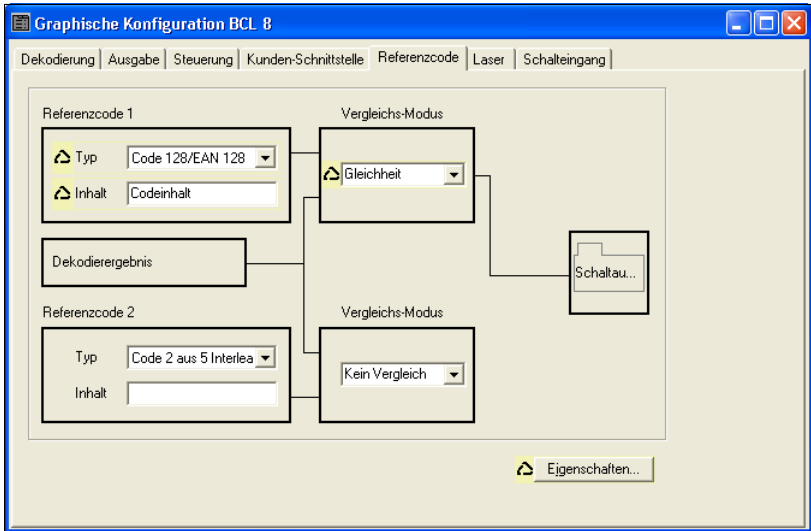 Graphische Konfiguration BCL 8
Dekodierung Ausgabe Steuerung Kunden-Schnittstelle Referenzcode Laser Schalteingang
Referenzcode 1
Typ Code 128/EAN 128
Inhalt Codeinhalt
Vergleichs-Modus
Gleichheit
Dekodierergebnis
Schaltau...
Referenzcode 2
Typ Code 2 aus 5 Interlea
Inhalt
Vergleichs-Modus
Kein Vergleich
Eigenschaften...